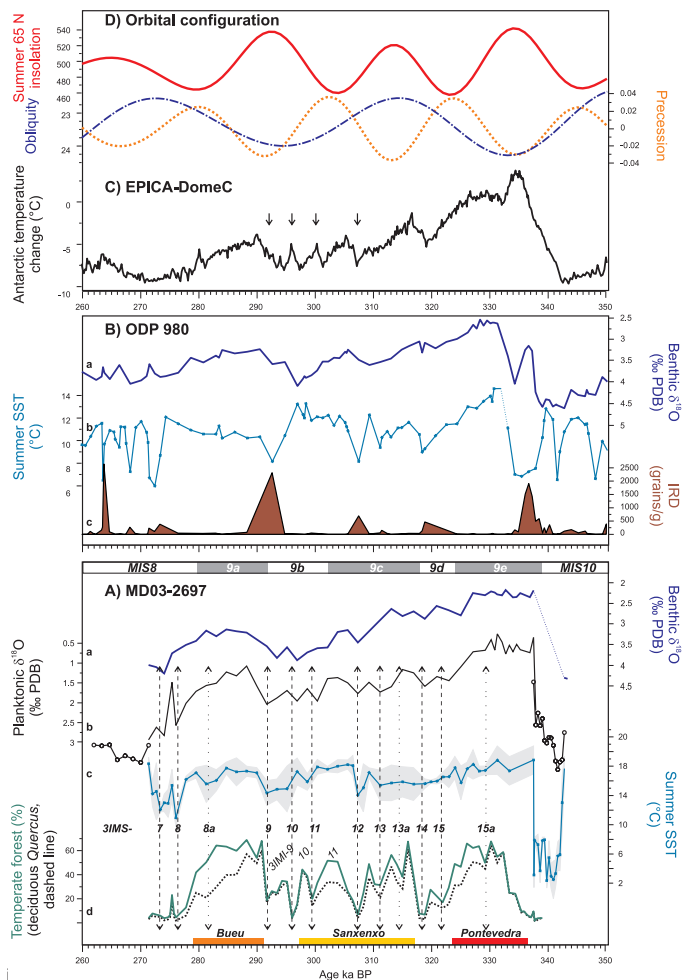 D) Orbital configuration
Summer 65 N
insolation
540
520
500
480
460
Obliquity
23
24
0.04
0.02
0
-0.02
-0.04
Precession
C) EPICA-DomeC
Antarctic temperature
change (°C)
0
-5
-10
260 270 280 290 300 310 320 330 340 350
B) ODP 980
a
2.5
3.0
3.5
4
4.5
5
Benthic δ18O
(‰ PDB)
Summer SST
(°C)
14
12
10
8
6
b
2500
2000
1500
1000
500
0
IRD
(grains/g)
c
MIS8 9a 9b 9c 9d 9e MIS10
A) MD03-2697
2
2.5
3
3.5
4
4.5
Benthic δ18O
(‰ PDB)
Planktonic δ18O
(‰ PDB)
0.5
1
1.5
2.0
2.5
3
a
b
c
20
18
16
14
12
10
8
6
4
2
Summer SST
(°C)
3IMS- 7 8 8a 9 10 11 12 13 13a 14 15 15a
3IMI-9 10 11
Temperate forest (%)
(deciduous Quercus,
dashed line)
60
40
20
d
Bueu Sanxenxo Pontevedra
260 270 280 290 300 310 320 330 340 350
Age ka BP